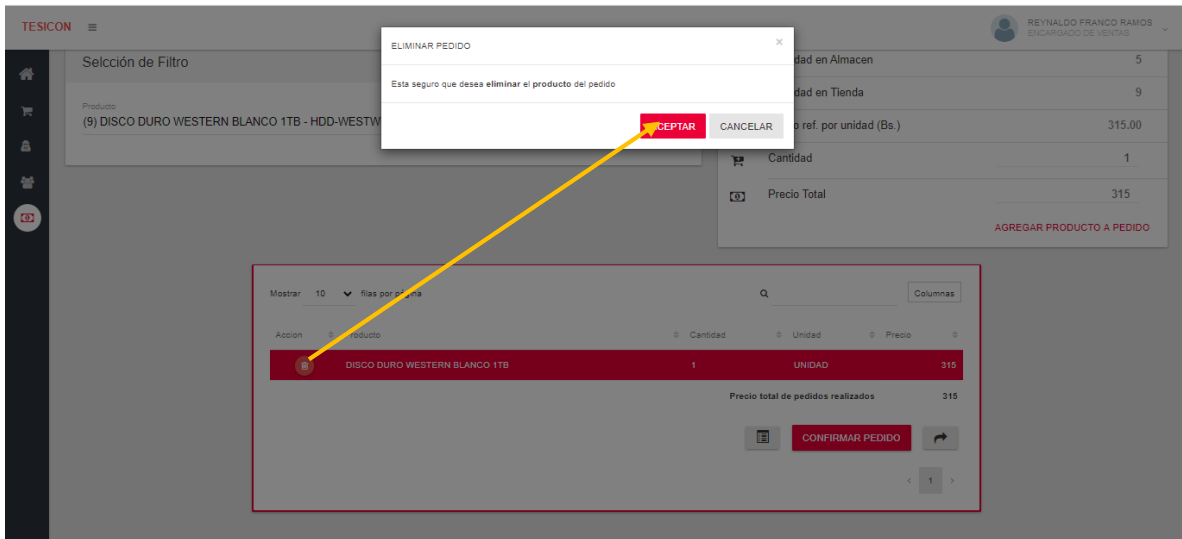 TESICON
REYNALDO FRANCO RAMOS
ENCARGADO DE VENTAS
ELIMINAR PEDIDO
×
Esta seguro que desea eliminar el producto del pedido
CEPTAR CANCELAR
Selcción de Filtro
Producto
(9) DISCO DURO WESTERN BLANCO 1TB - HDD-WESTW
dad en Almacen 5
dad en Tienda 9
o ref. por unidad (Bs.) 315.00
Cantidad 1
Precio Total 315
AGREGAR PRODUCTO A PEDIDO
Mostrar 10 filas por página Columnas
Accion Producto Cantidad Unidad Precio
DISCO DURO WESTERN BLANCO 1TB 1 UNIDAD 315
Precio total de pedidos realizados 315
CONFIRMAR PEDIDO
‹ 1 ›